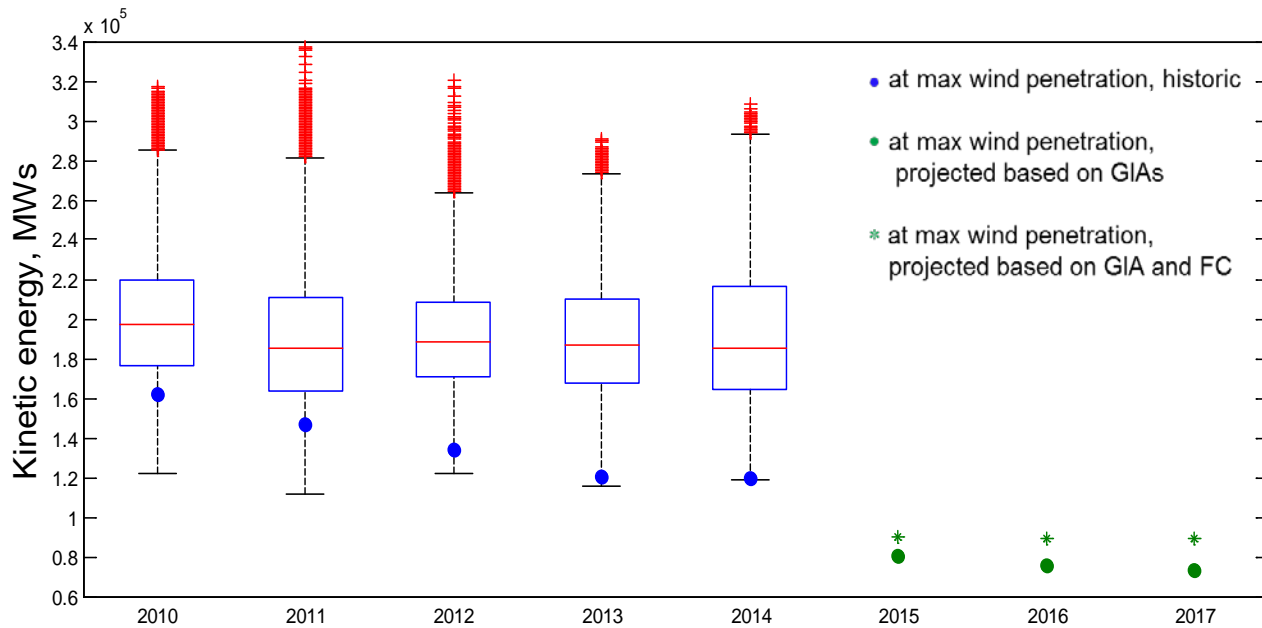 x 10^5
Kinetic energy, MWs
3.4
3.2
3
2.8
2.6
2.4
2.2
2
1.8
1.6
1.4
1.2
1
0.8
0.6
at max wind penetration, historic
at max wind penetration,
projected based on GIAs
* at max wind penetration,
projected based on GIA and FC
2010 2011 2012 2013 2014 2015 2016 2017